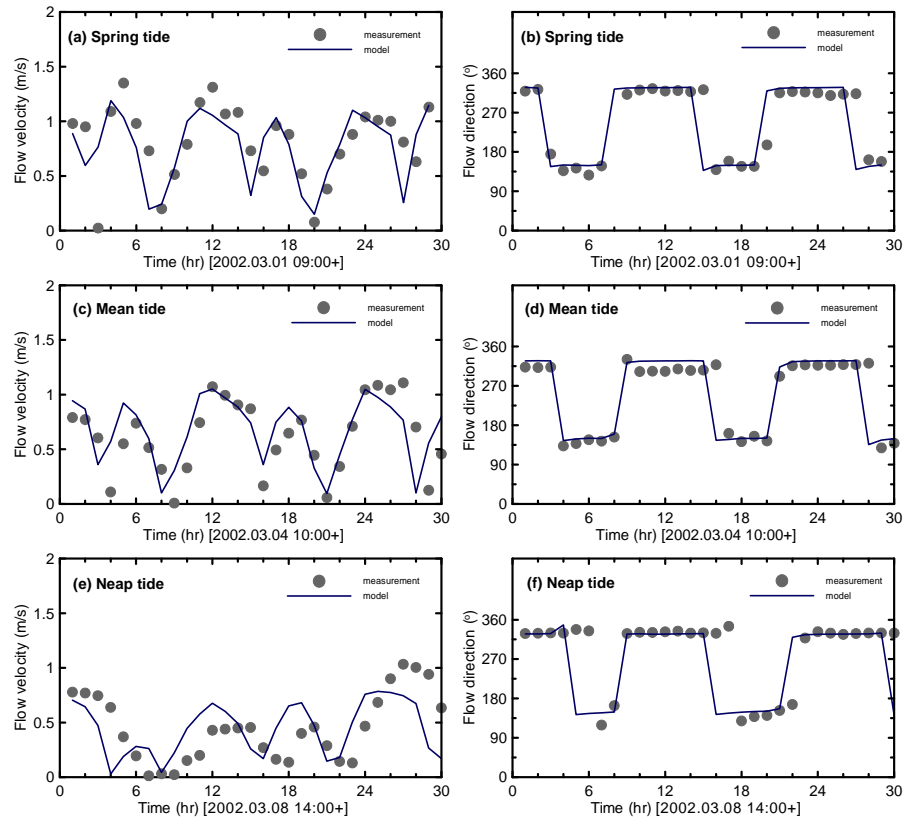 2
1.5
1
0.5
0
Flow velocity (m/s)
(a) Spring tide
measurement
model
0 6 12 18 24 30
Time (hr) [2002.03.01 09:00+]
360
270
180
90
0
Flow direction (o)
(b) Spring tide
measurement
model
0 6 12 18 24 30
Time (hr) [2002.03.01 09:00+]
2
1.5
1
0.5
0
Flow velocity (m/s)
(c) Mean tide
measurement
model
0 6 12 18 24 30
Time (hr) [2002.03.04 10:00+]
360
270
180
90
0
Flow direction (o)
(d) Mean tide
measurement
model
0 6 12 18 24 30
Time (hr) [2002.03.04 10:00+]
2
1.5
1
0.5
0
Flow velocity (m/s)
(e) Neap tide
measurement
model
0 6 12 18 24 30
Time (hr) [2002.03.08 14:00+]
360
270
180
90
0
Flow direction (o)
(f) Neap tide
measurement
model
0 6 12 18 24 30
Time (hr) [2002.03.08 14:00+]